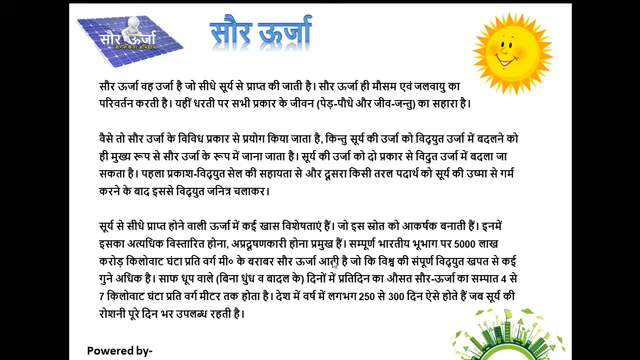 सौर ऊर्जा
सौर ऊर्जा
सौर ऊर्जा वह उर्जा है जो सीधे सूर्य से प्राप्त की जाती है। सौर ऊर्जा ही मौसम एवं जलवायु का
परिवर्तन करती है। यहीं धरती पर सभी प्रकार के जीवन (पेड़-पौधे और जीव-जन्तु) का सहारा है।
वैसे तो सौर उर्जा के विविध प्रकार से प्रयोग किया जाता है, किन्तु सूर्य की उर्जा को विद्युत उर्जा में बदलने को
ही मुख्य रूप से सौर उर्जा के रूप में जाना जाता है। सूर्य की उर्जा को दो प्रकार से विदुत उर्जा में बदला जा
सकता है। पहला प्रकाश-विद्युत सेल की सहायता से और दूसरा किसी तरल पदार्थ को सूर्य की उष्मा से गर्म
करने के बाद इससे विद्युत जनित्र चलाकर।
सूर्य से सीधे प्राप्त होने वाली ऊर्जा में कई खास विशेषताएं हैं। जो इस स्रोत को आकर्षक बनाती हैं। इनमें
इसका अत्यधिक विस्तारित होना, अप्रदूषणकारी होना प्रमुख हैं। सम्पूर्ण भारतीय भूभाग पर 5000 लाख
करोड़ किलोवाट घंटा प्रति वर्ग मी० के बराबर सौर ऊर्जा आती है जो कि विश्व की संपूर्ण विद्युत खपत से कई
गुने अधिक है। साफ धूप वाले (बिना धुंध व बादल के) दिनों में प्रतिदिन का औसत सौर-ऊर्जा का सम्पात 4 से
7 किलोवाट घंटा प्रति वर्ग मीटर तक होता है। देश में वर्ष में लगभग 250 से 300 दिन ऐसे होते हैं जब सूर्य की
रोशनी पूरे दिन भर उपलब्ध रहती है।
Powered by-